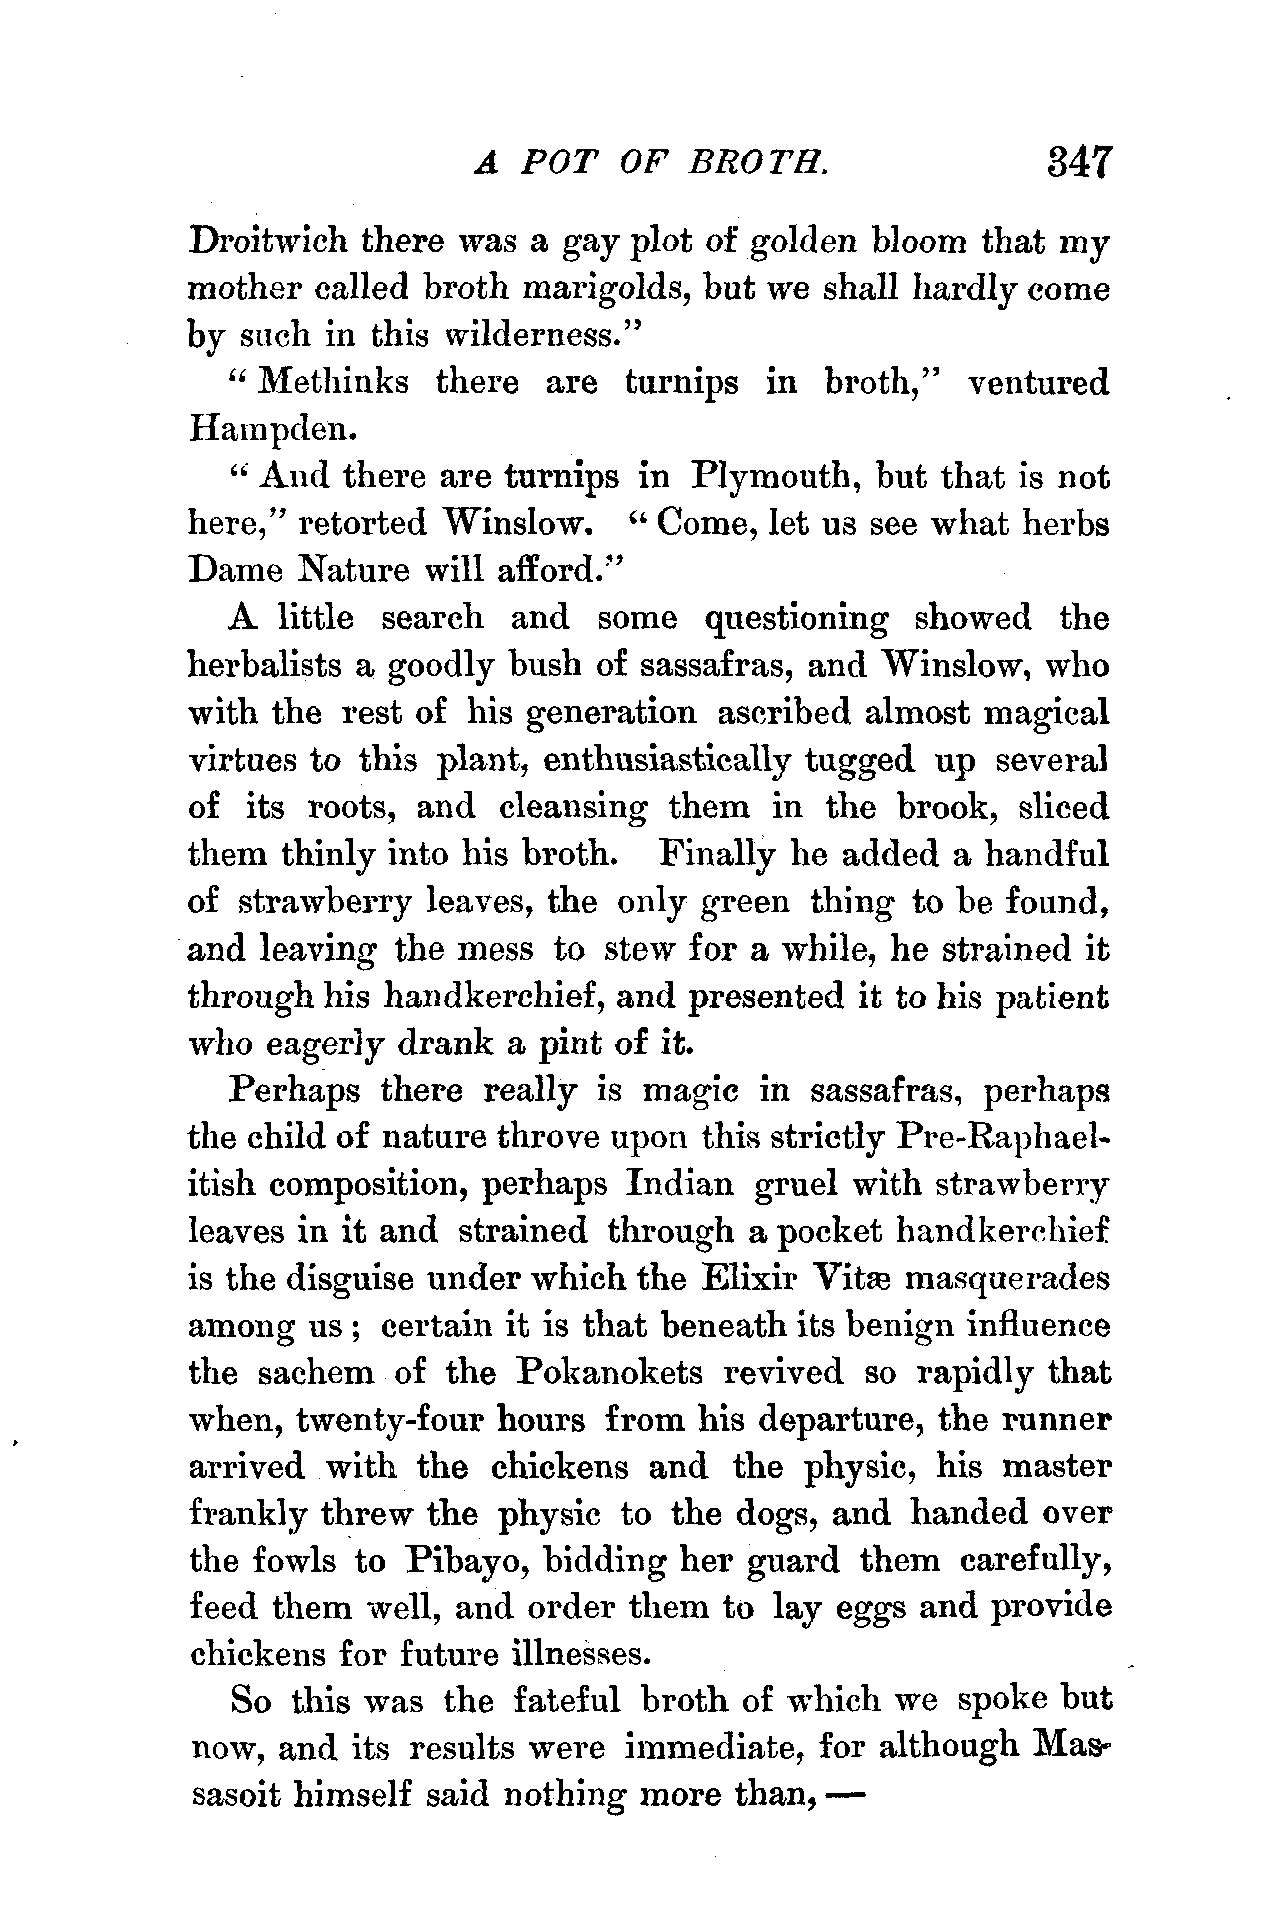 A POT OF BROTH. 347
Droitwich there was a gay plot of golden bloom that my
mother called broth marigolds, but we shall hardly come
by such in this wilderness."
"Methinks there are turnips in broth," ventured
Hampden.
"And there are turnips in Plymouth, but that is not
here," retorted Winslow. "Come, let us see what herbs
Dame Nature will afford."
A little search and some questioning showed the
herbalists a goodly bush of sassafras, and Winslow, who
with the rest of his generation ascribed almost magical
virtues to this plant, enthusiastically tugged up several
of its roots, and cleansing them in the brook, sliced
them thinly into his broth. Finally he added a handful
of strawberry leaves, the only green thing to be found,
and leaving the mess to stew for a while, he strained it
through his handkerchief, and presented it to his patient
who eagerly drank a pint of it.
Perhaps there really is magic in sassafras, perhaps
the child of nature throve upon this strictly Pre-Raphael-
itish composition, perhaps Indian gruel with strawberry
leaves in it and strained through a pocket handkerchief
is the disguise under which the Elixir Vitæ masquerades
among us; certain it is that beneath its benign influence
the sachem of the Pokanokets revived so rapidly that
when, twenty-four hours from his departure, the runner
arrived with the chickens and the physic, his master
frankly threw the physic to the dogs, and handed over
the fowls to Pibayo, bidding her guard them carefully,
feed them well, and order them to lay eggs and provide
chickens for future illnesses.
So this was the fateful broth of which we spoke but
now, and its results were immediate, for although Mas-
sasoit himself said nothing more than, —